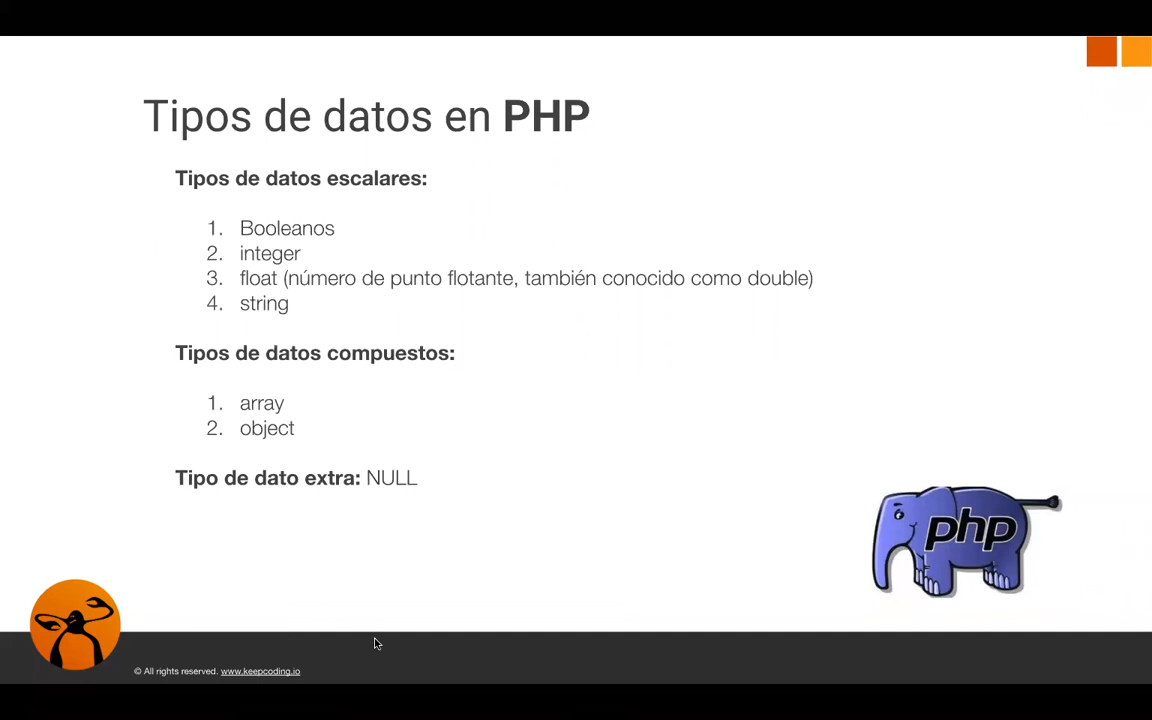 Tipos de datos en PHP
Tipos de datos escalares:
1. Booleanos
2. integer
3. float (número de punto flotante, también conocido como double)
4. string
Tipos de datos compuestos:
1. array
2. object
Tipo de dato extra: NULL
php
© All rights reserved. www.keepcoding.io